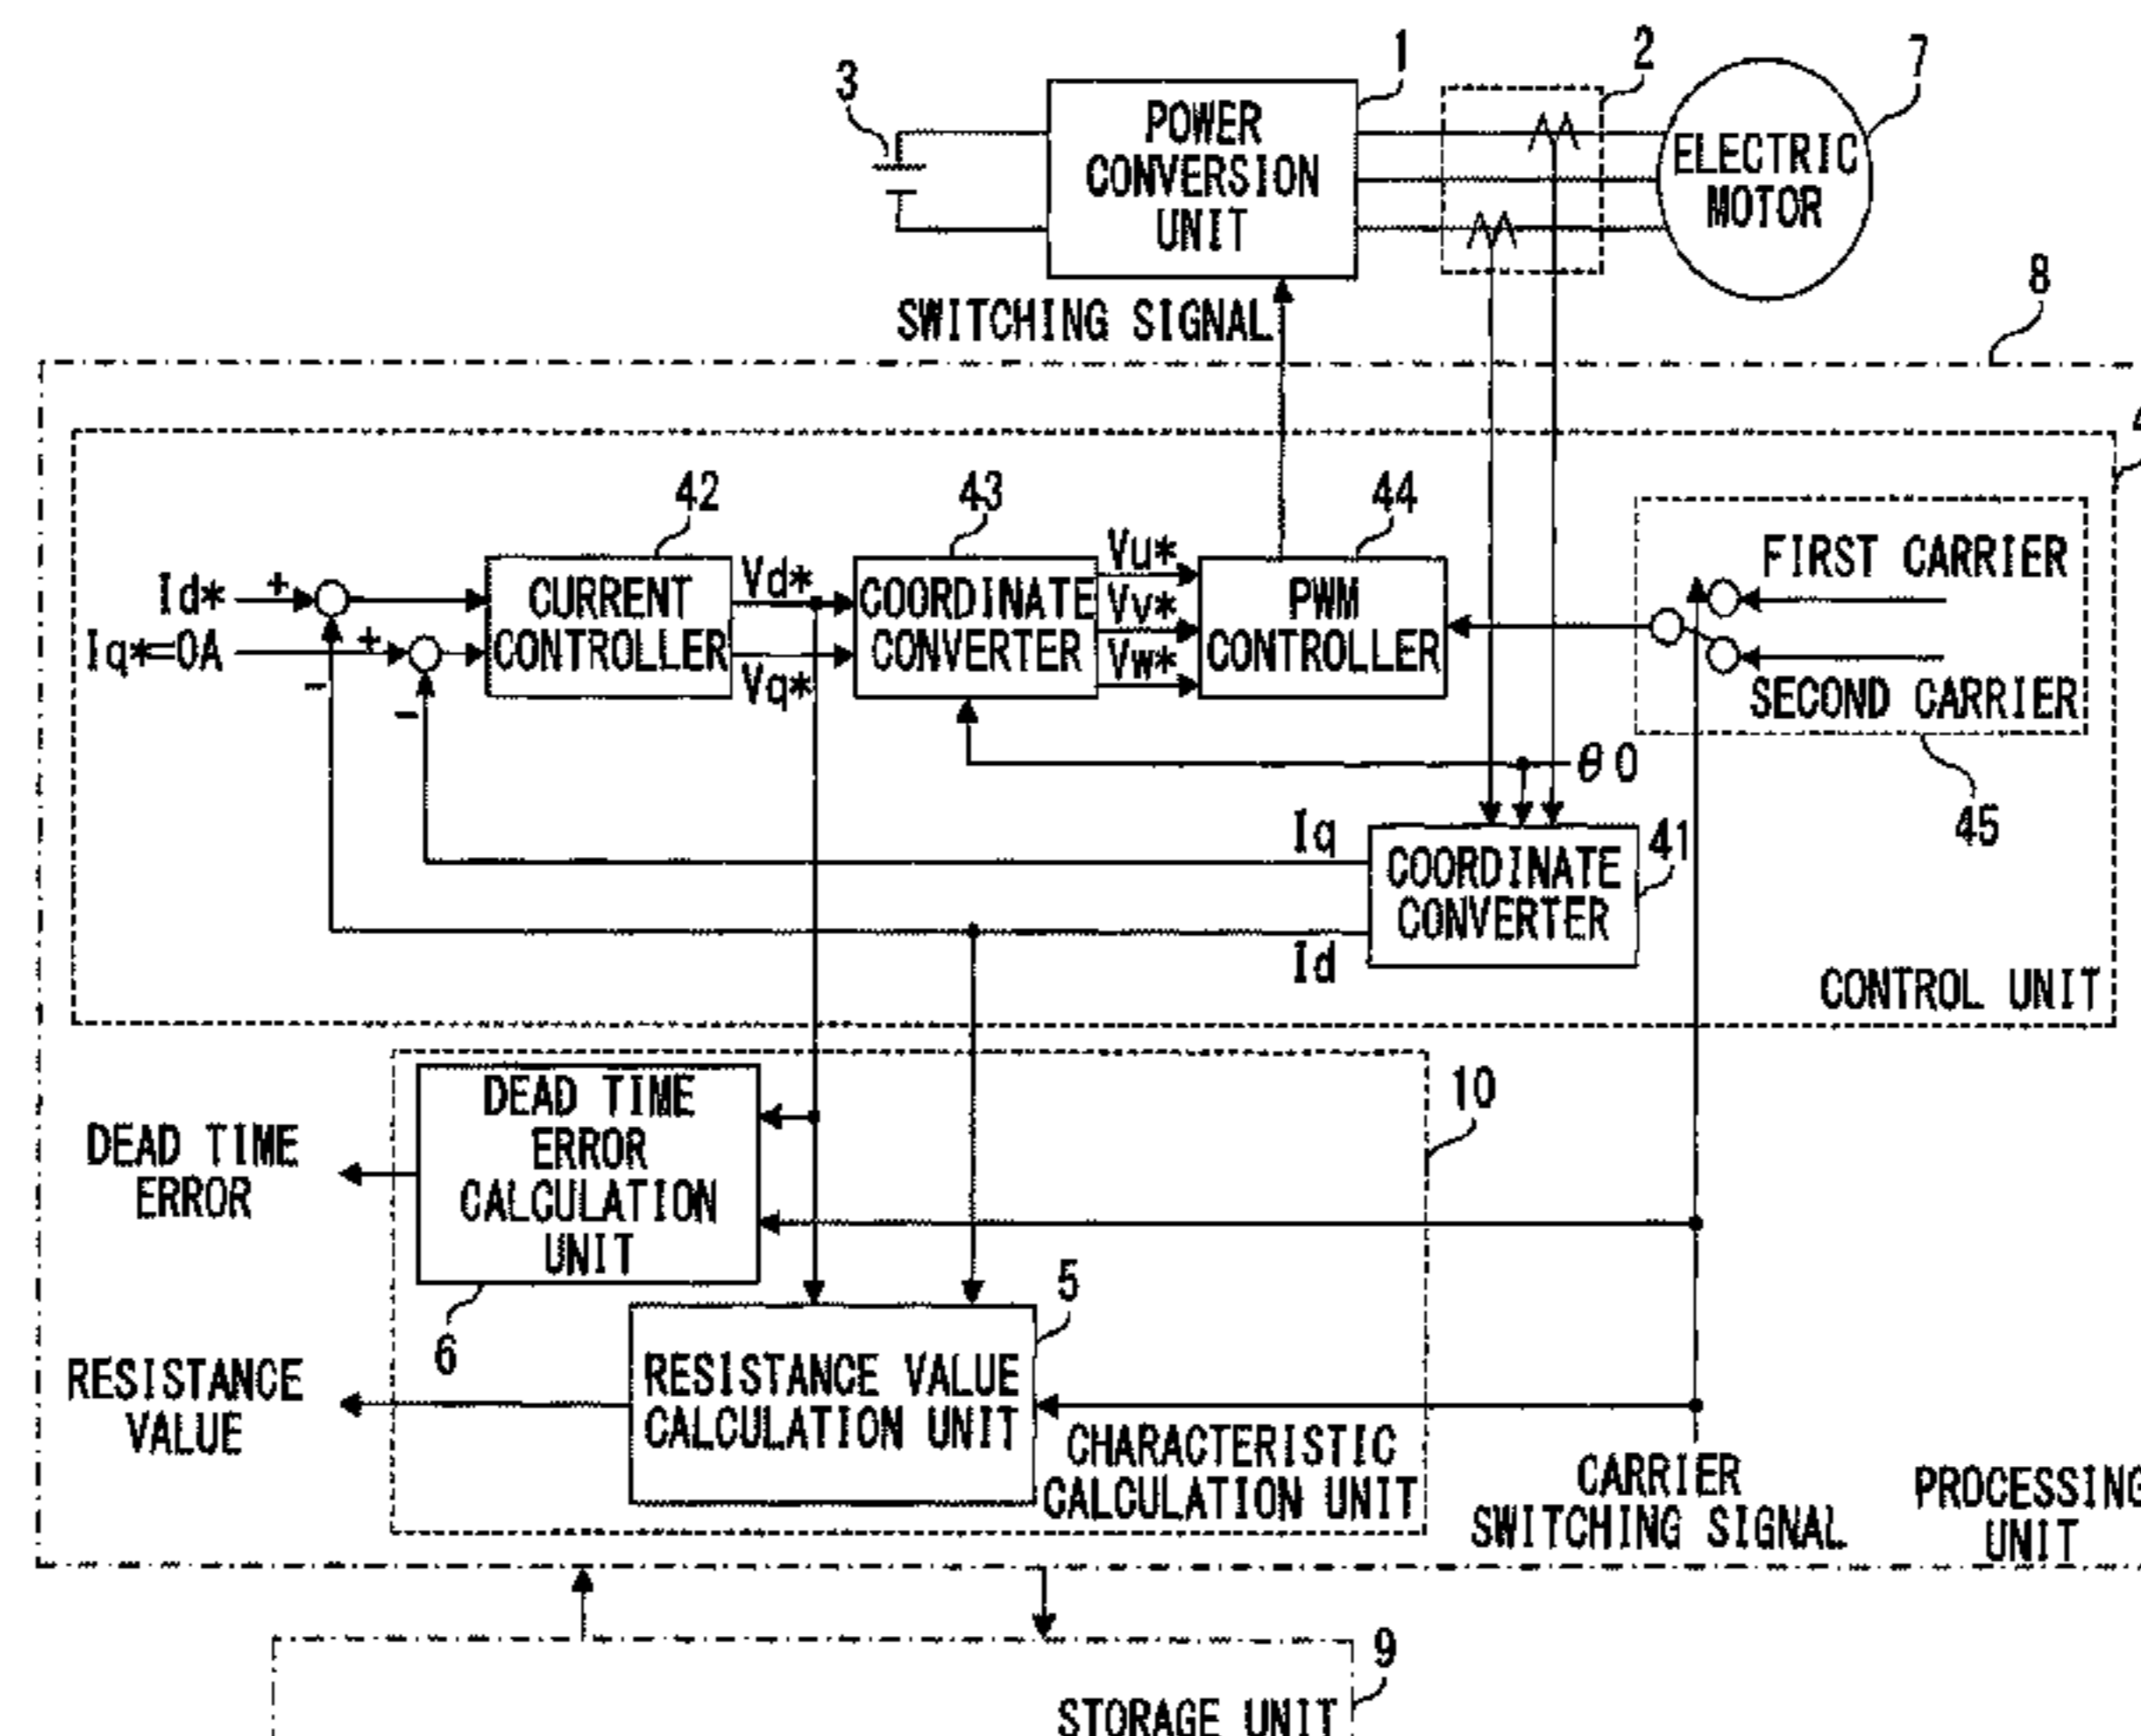 1
2
7
3
POWER
CONVERSION
UNIT
ELECTRIC
MOTOR
8
SWITCHING SIGNAL
4
42
43
44
Id*
+
Iq*=0A
+
-
-
CURRENT
CONTROLLER
Vd*
Vq*
COORDINATE
CONVERTER
Vu*
Vv*
Vw*
PWM
CONTROLLER
FIRST CARRIER
SECOND CARRIER
θ0
45
Iq
Id
COORDINATE
CONVERTER
41
CONTROL UNIT
DEAD TIME
ERROR
CALCULATION
UNIT
10
DEAD TIME
ERROR
6
5
RESISTANCE
VALUE
RESISTANCE VALUE
CALCULATION UNIT
CHARACTERISTIC
CALCULATION UNIT
CARRIER
SWITCHING SIGNAL
PROCESSING
UNIT
9
STORAGE UNIT